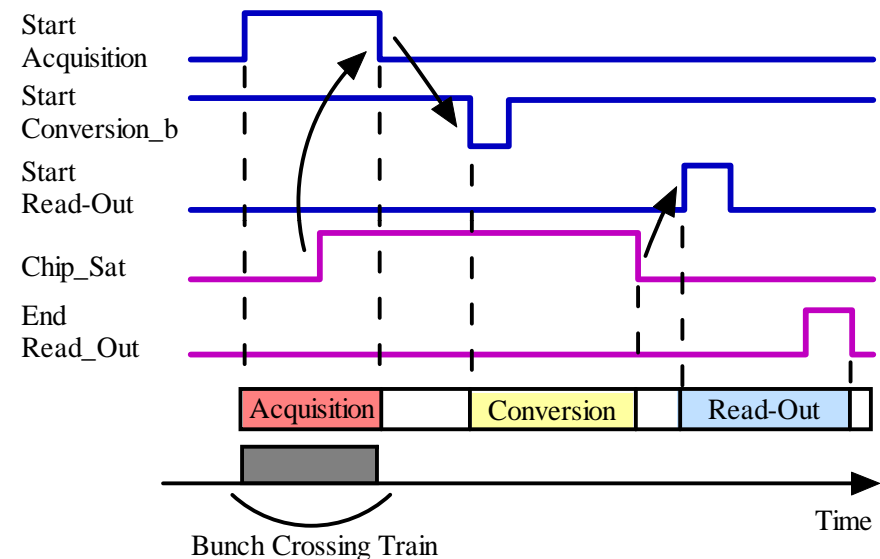 Start
Acquisition
Start
Conversion_b
Start
Read-Out
Chip_Sat
End
Read_Out
Acquisition
Conversion
Read-Out
Time
Bunch Crossing Train